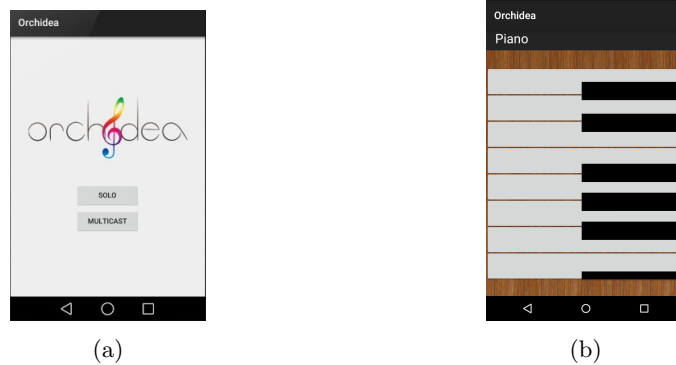 Orchidea
orchidea
SOLO
MULTICAST
(a)
Orchidea
Piano
(b)